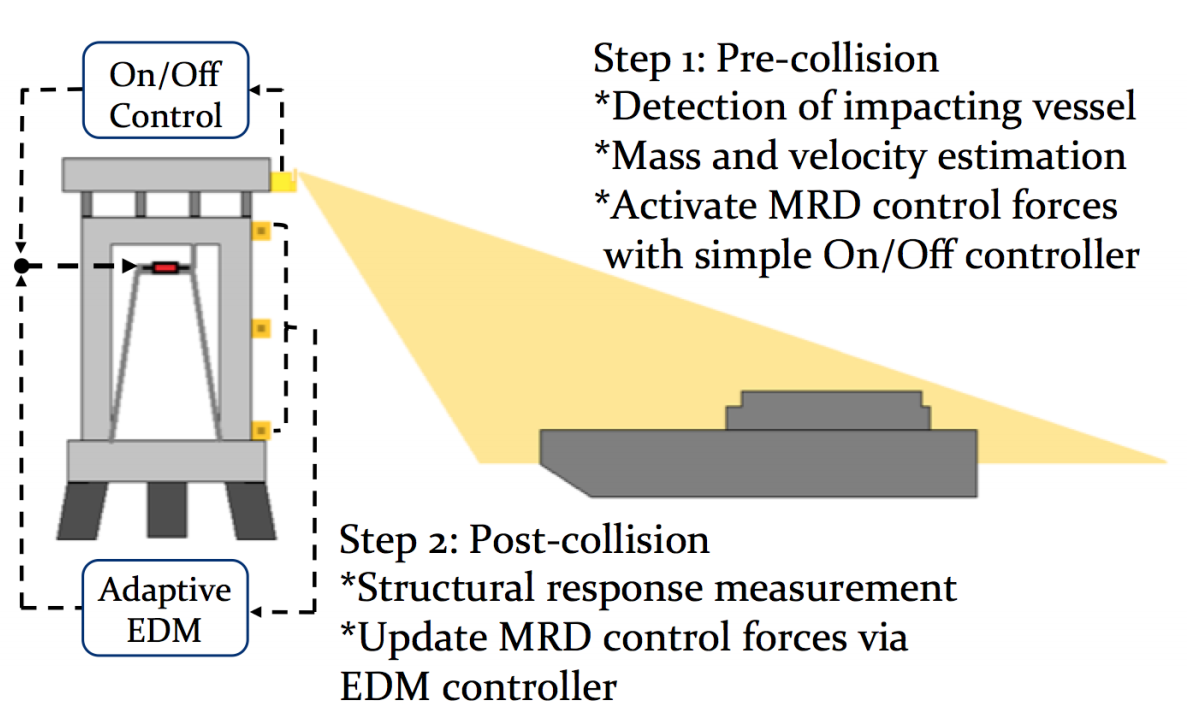 On/Off
Control
Step 1: Pre-collision
*Detection of impacting vessel
*Mass and velocity estimation
*Activate MRD control forces
with simple On/Off controller
Step 2: Post-collision
*Structural response measurement
*Update MRD control forces via
EDM controller
Adaptive
EDM